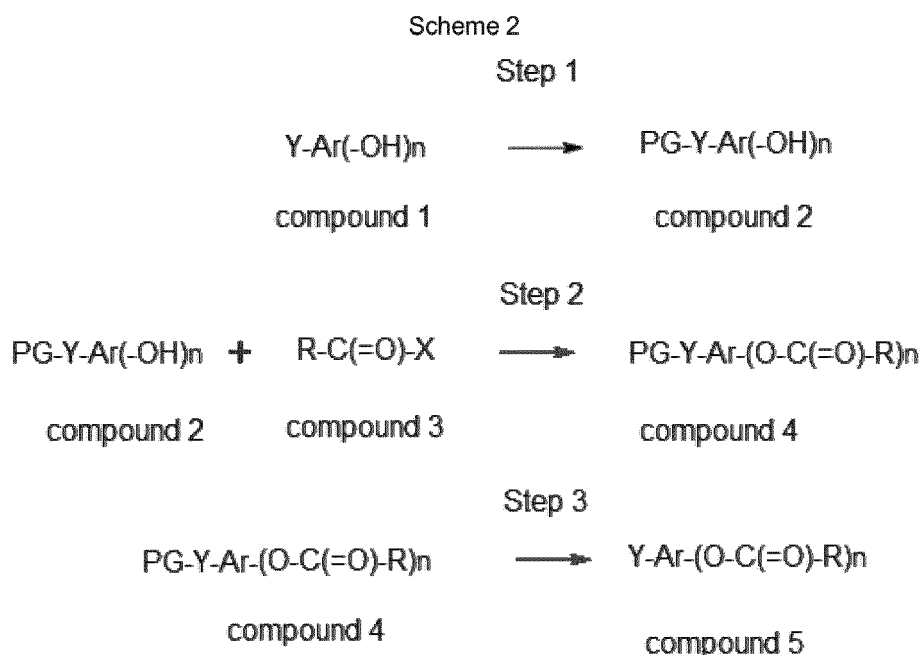 Scheme 2
Step 1
Y-Ar(-OH)n → PG-Y-Ar(-OH)n
compound 1 compound 2
Step 2
PG-Y-Ar(-OH)n + R-C(=O)-X → PG-Y-Ar-(O-C(=O)-R)n
compound 2 compound 3 compound 4
Step 3
PG-Y-Ar-(O-C(=O)-R)n → Y-Ar-(O-C(=O)-R)n
compound 4 compound 5